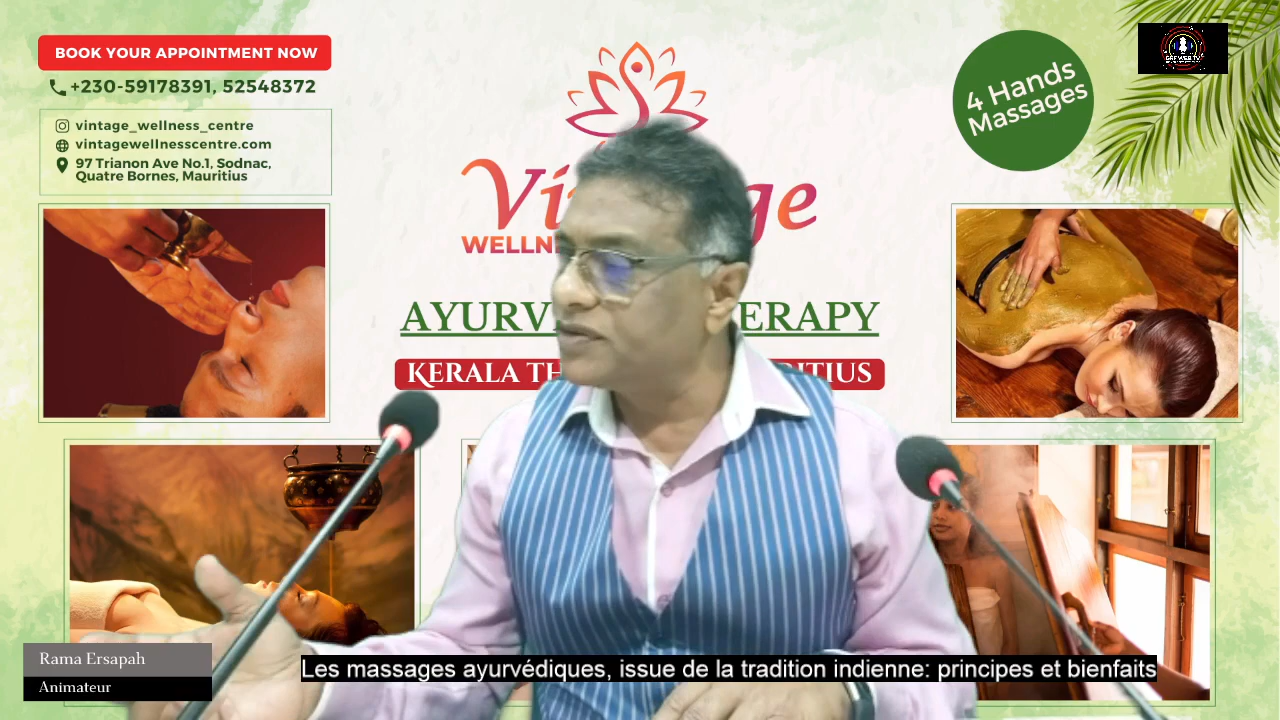 BOOK YOUR APPOINTMENT NOW
+230-59178391, 52548372
vintage_wellness_centre
vintagewellnesscentre.com
97 Trianon Ave No.1, Sodnac,
Quatre Bornes, Mauritius
4 Hands
Massages
Rama Ersapah
Animateur
Les massages ayurvédiques, issue de la tradition indienne: principes et bienfaits